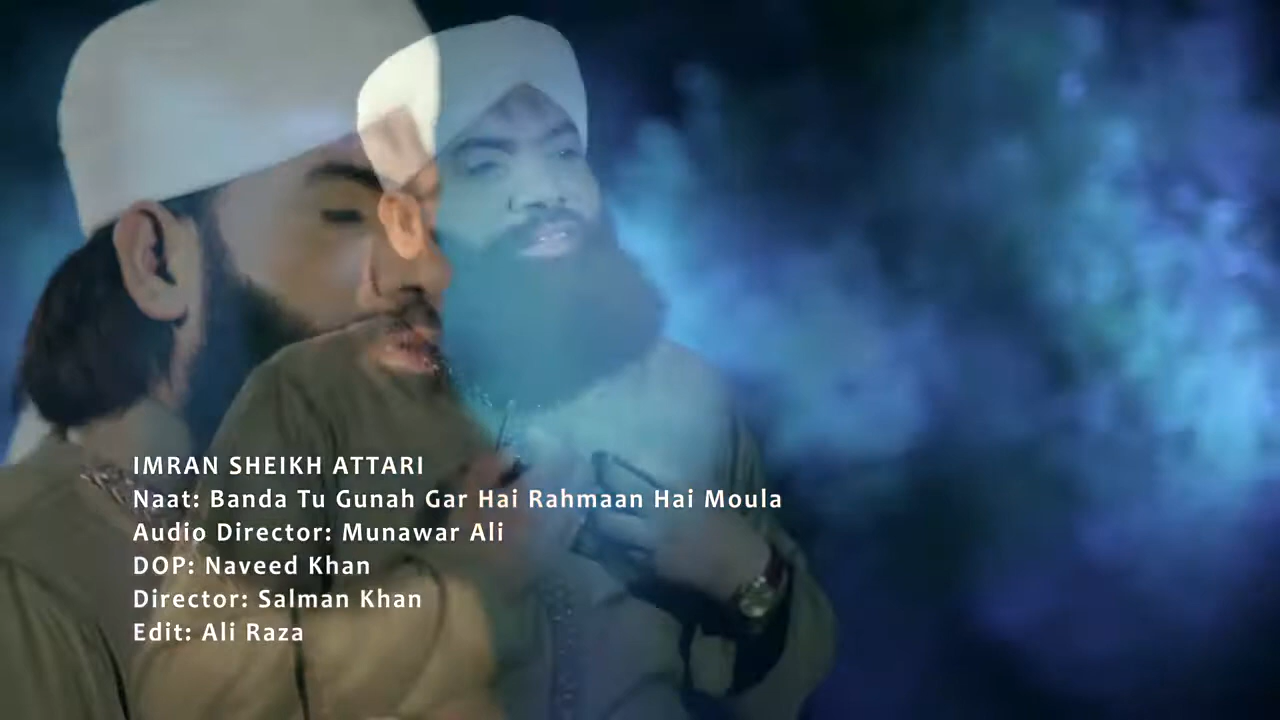 IMRAN SHEIKH ATTARI
Naat: Banda Tu Gunah Gar Hai Rahmaan Hai Moula
Audio Director: Munawar Ali
DOP: Naveed Khan
Director: Salman Khan
Edit: Ali Raza